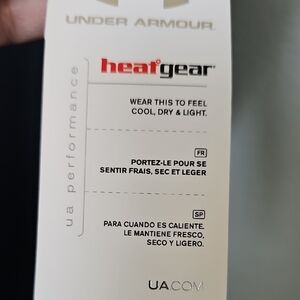 UNDER ARMOUR
ua performance
heatgear
WEAR THIS TO FEEL
COOL, DRY & LIGHT.
FR
PORTEZ-LE POUR SE
SENTIR FRAIS, SEC ET LEGER
SP
PARA CUANDO ES CALIENTE.
LE MANTIENE FRESCO,
SECO Y LIGERO.
UA.COM